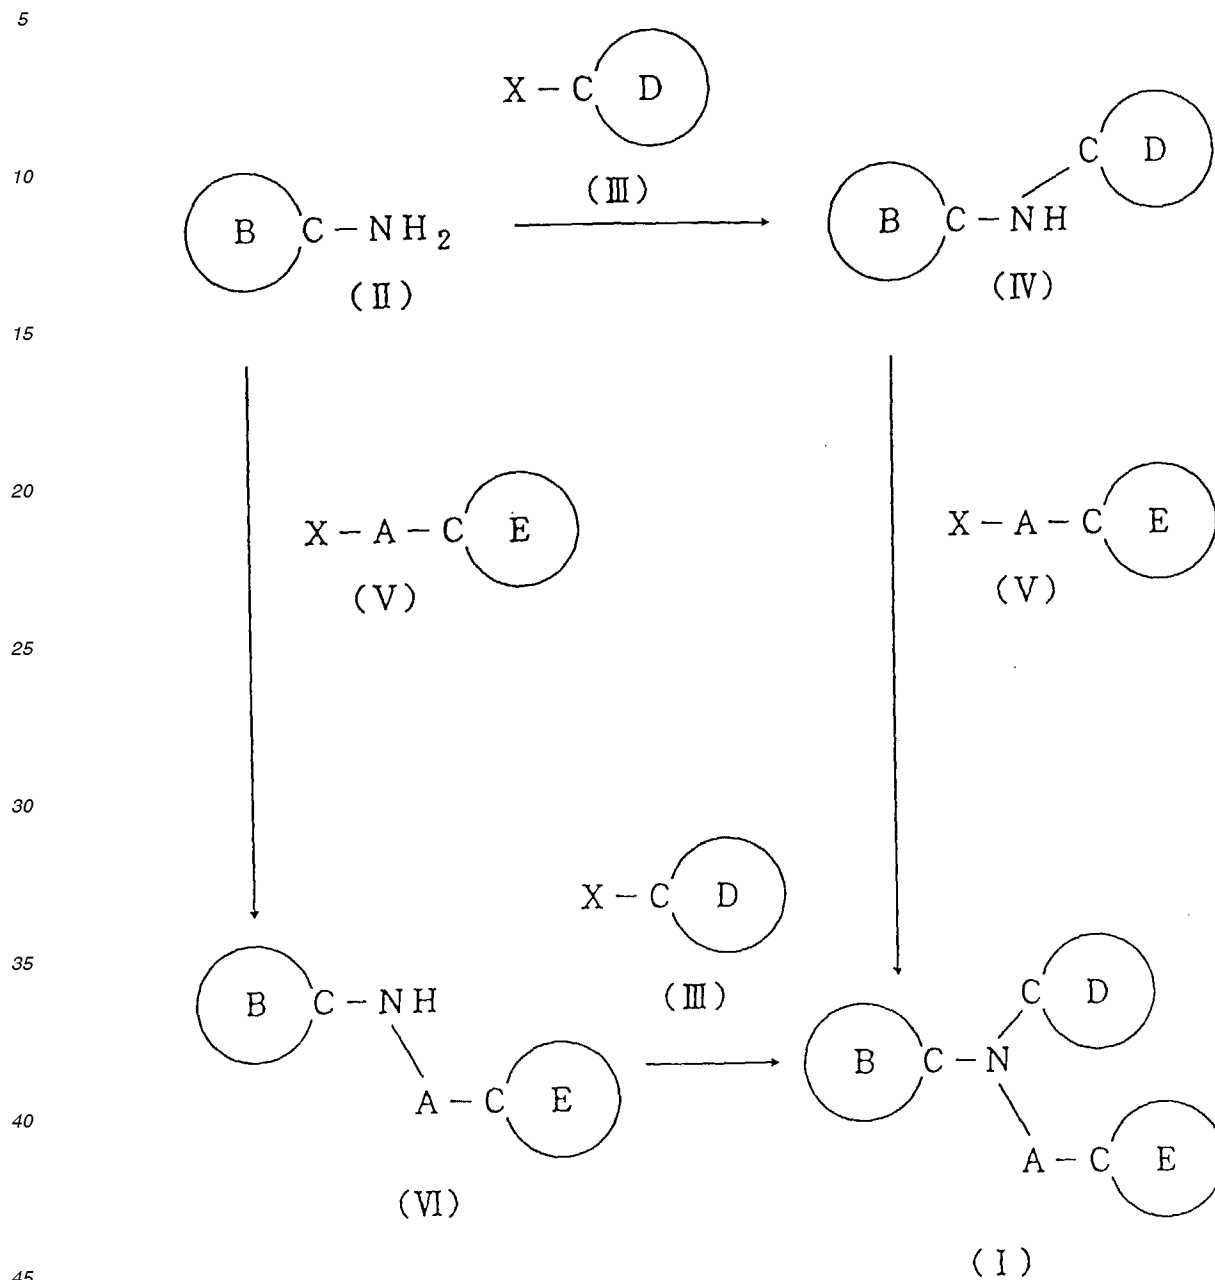 5
X – C D
(Ⅲ)
C D
10
B C – NH₂
(Ⅱ)
B C – NH
(Ⅳ)
15
20
X – A – C E
(V)
X – A – C E
(V)
25
30
X – C D
(Ⅲ)
35
B C – NH
A – C E
(Ⅵ)
C D
B C – N
A – C E
(Ⅰ)
40
45